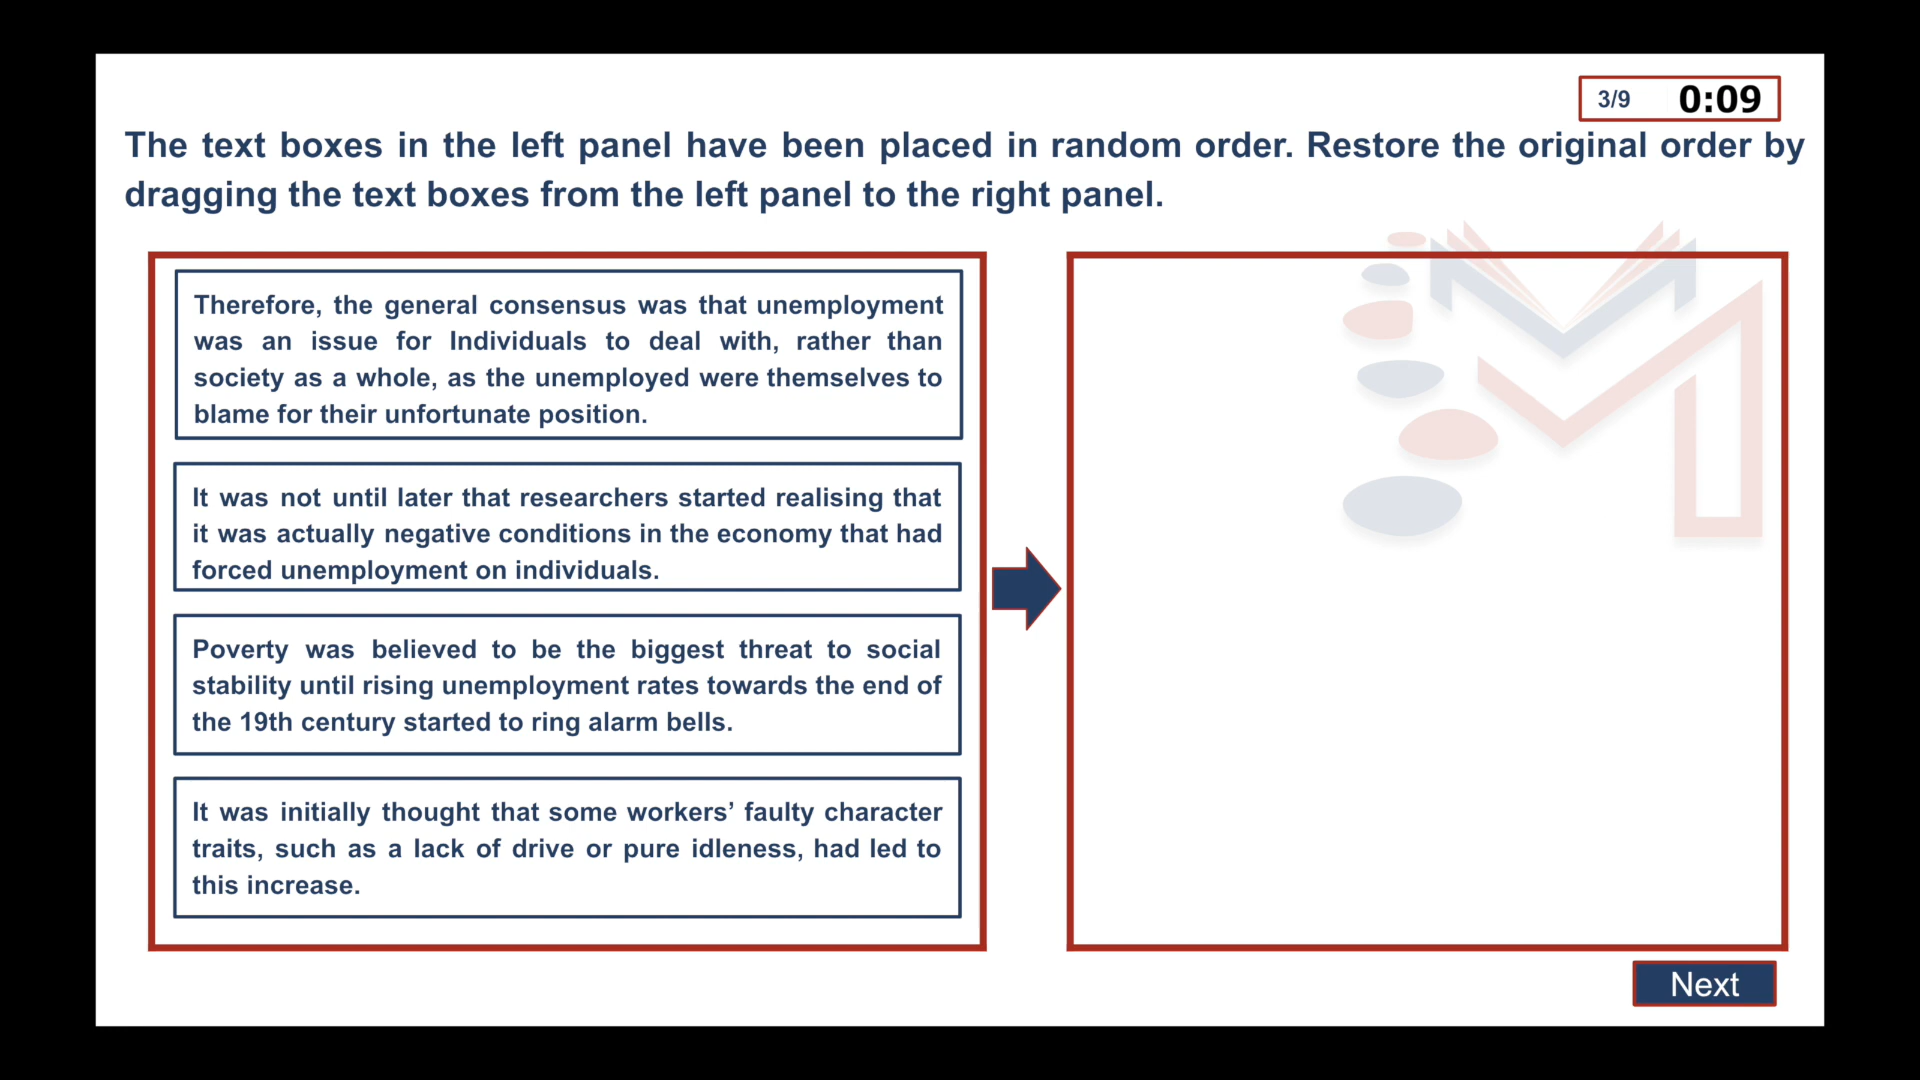 3/9 0:09
The text boxes in the left panel have been placed in random order. Restore the original order by
dragging the text boxes from the left panel to the right panel.
Therefore, the general consensus was that unemployment
was an issue for Individuals to deal with, rather than
society as a whole, as the unemployed were themselves to
blame for their unfortunate position.
It was not until later that researchers started realising that
it was actually negative conditions in the economy that had
forced unemployment on individuals.
Poverty was believed to be the biggest threat to social
stability until rising unemployment rates towards the end of
the 19th century started to ring alarm bells.
It was initially thought that some workers’ faulty character
traits, such as a lack of drive or pure idleness, had led to
this increase.
Next